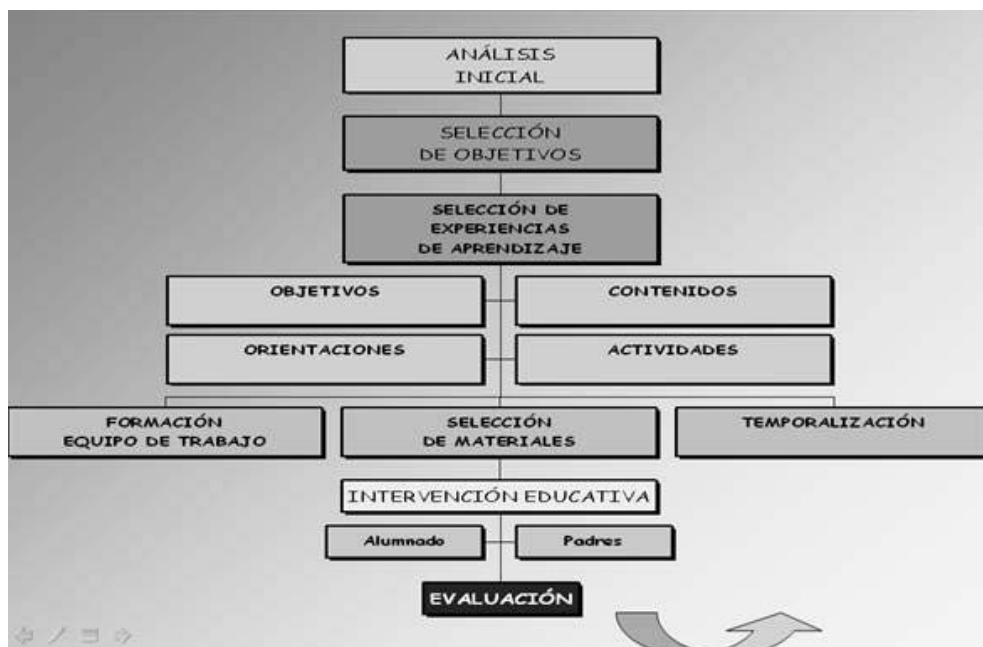 ANÁLISIS
INICIAL
SELECCIÓN
DE OBJETIVOS
SELECCIÓN DE
EXPERIENCIAS
DE APRENDIZAJE
OBJETIVOS
CONTENIDOS
ORIENTACIONES
ACTIVIDADES
FORMACIÓN
EQUIPO DE TRABAJO
SELECCIÓN
DE MATERIALES
TEMPORALIZACIÓN
INTERVENCIÓN EDUCATIVA
Alumnado
Padres
EVALUACIÓN